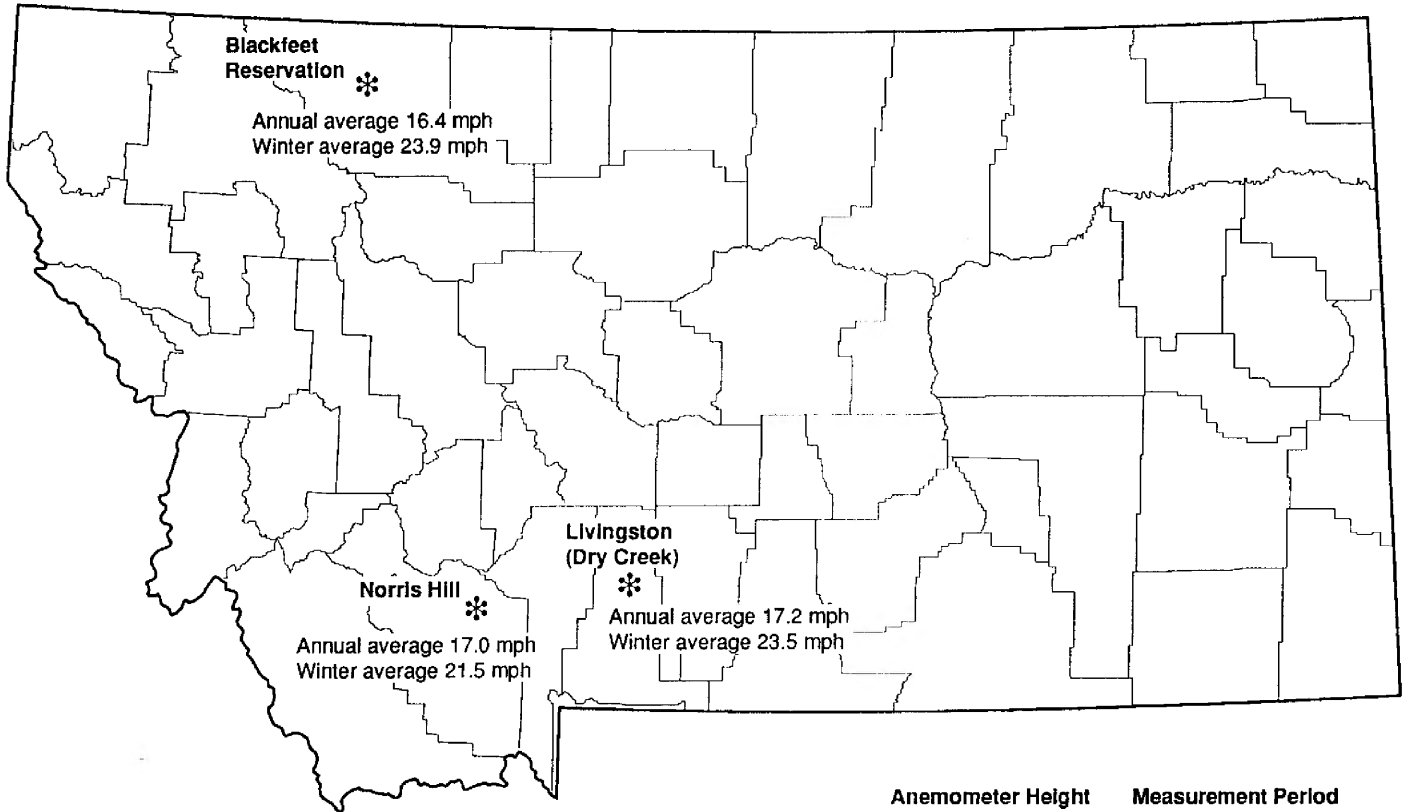 Blackfeet
Reservation
Annual average 16.4 mph
Winter average 23.9 mph
Livingston
(Dry Creek)
Annual average 17.2 mph
Winter average 23.5 mph
Norris Hill
Annual average 17.0 mph
Winter average 21.5 mph
Anemometer Height Measurement Period